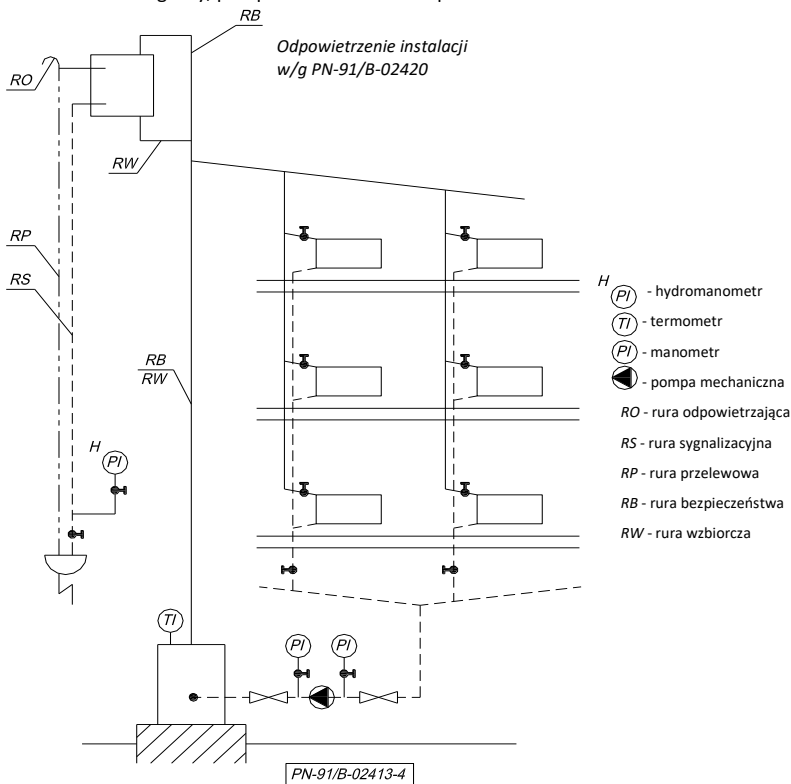 RB
Odpowietrzenie instalacji
w/g PN-91/B-02420
RO
RW
RP
RS
RB
RW
H
PI
TI
PI
PI
H
PI - hydromanometr
TI - termometr
PI - manometr
- pompa mechaniczna
RO - rura odpowietrzająca
RS - rura sygnalizacyjna
RP - rura przelewowa
RB - rura bezpieczeństwa
RW - rura wzbiorcza
PN-91/B-02413-4